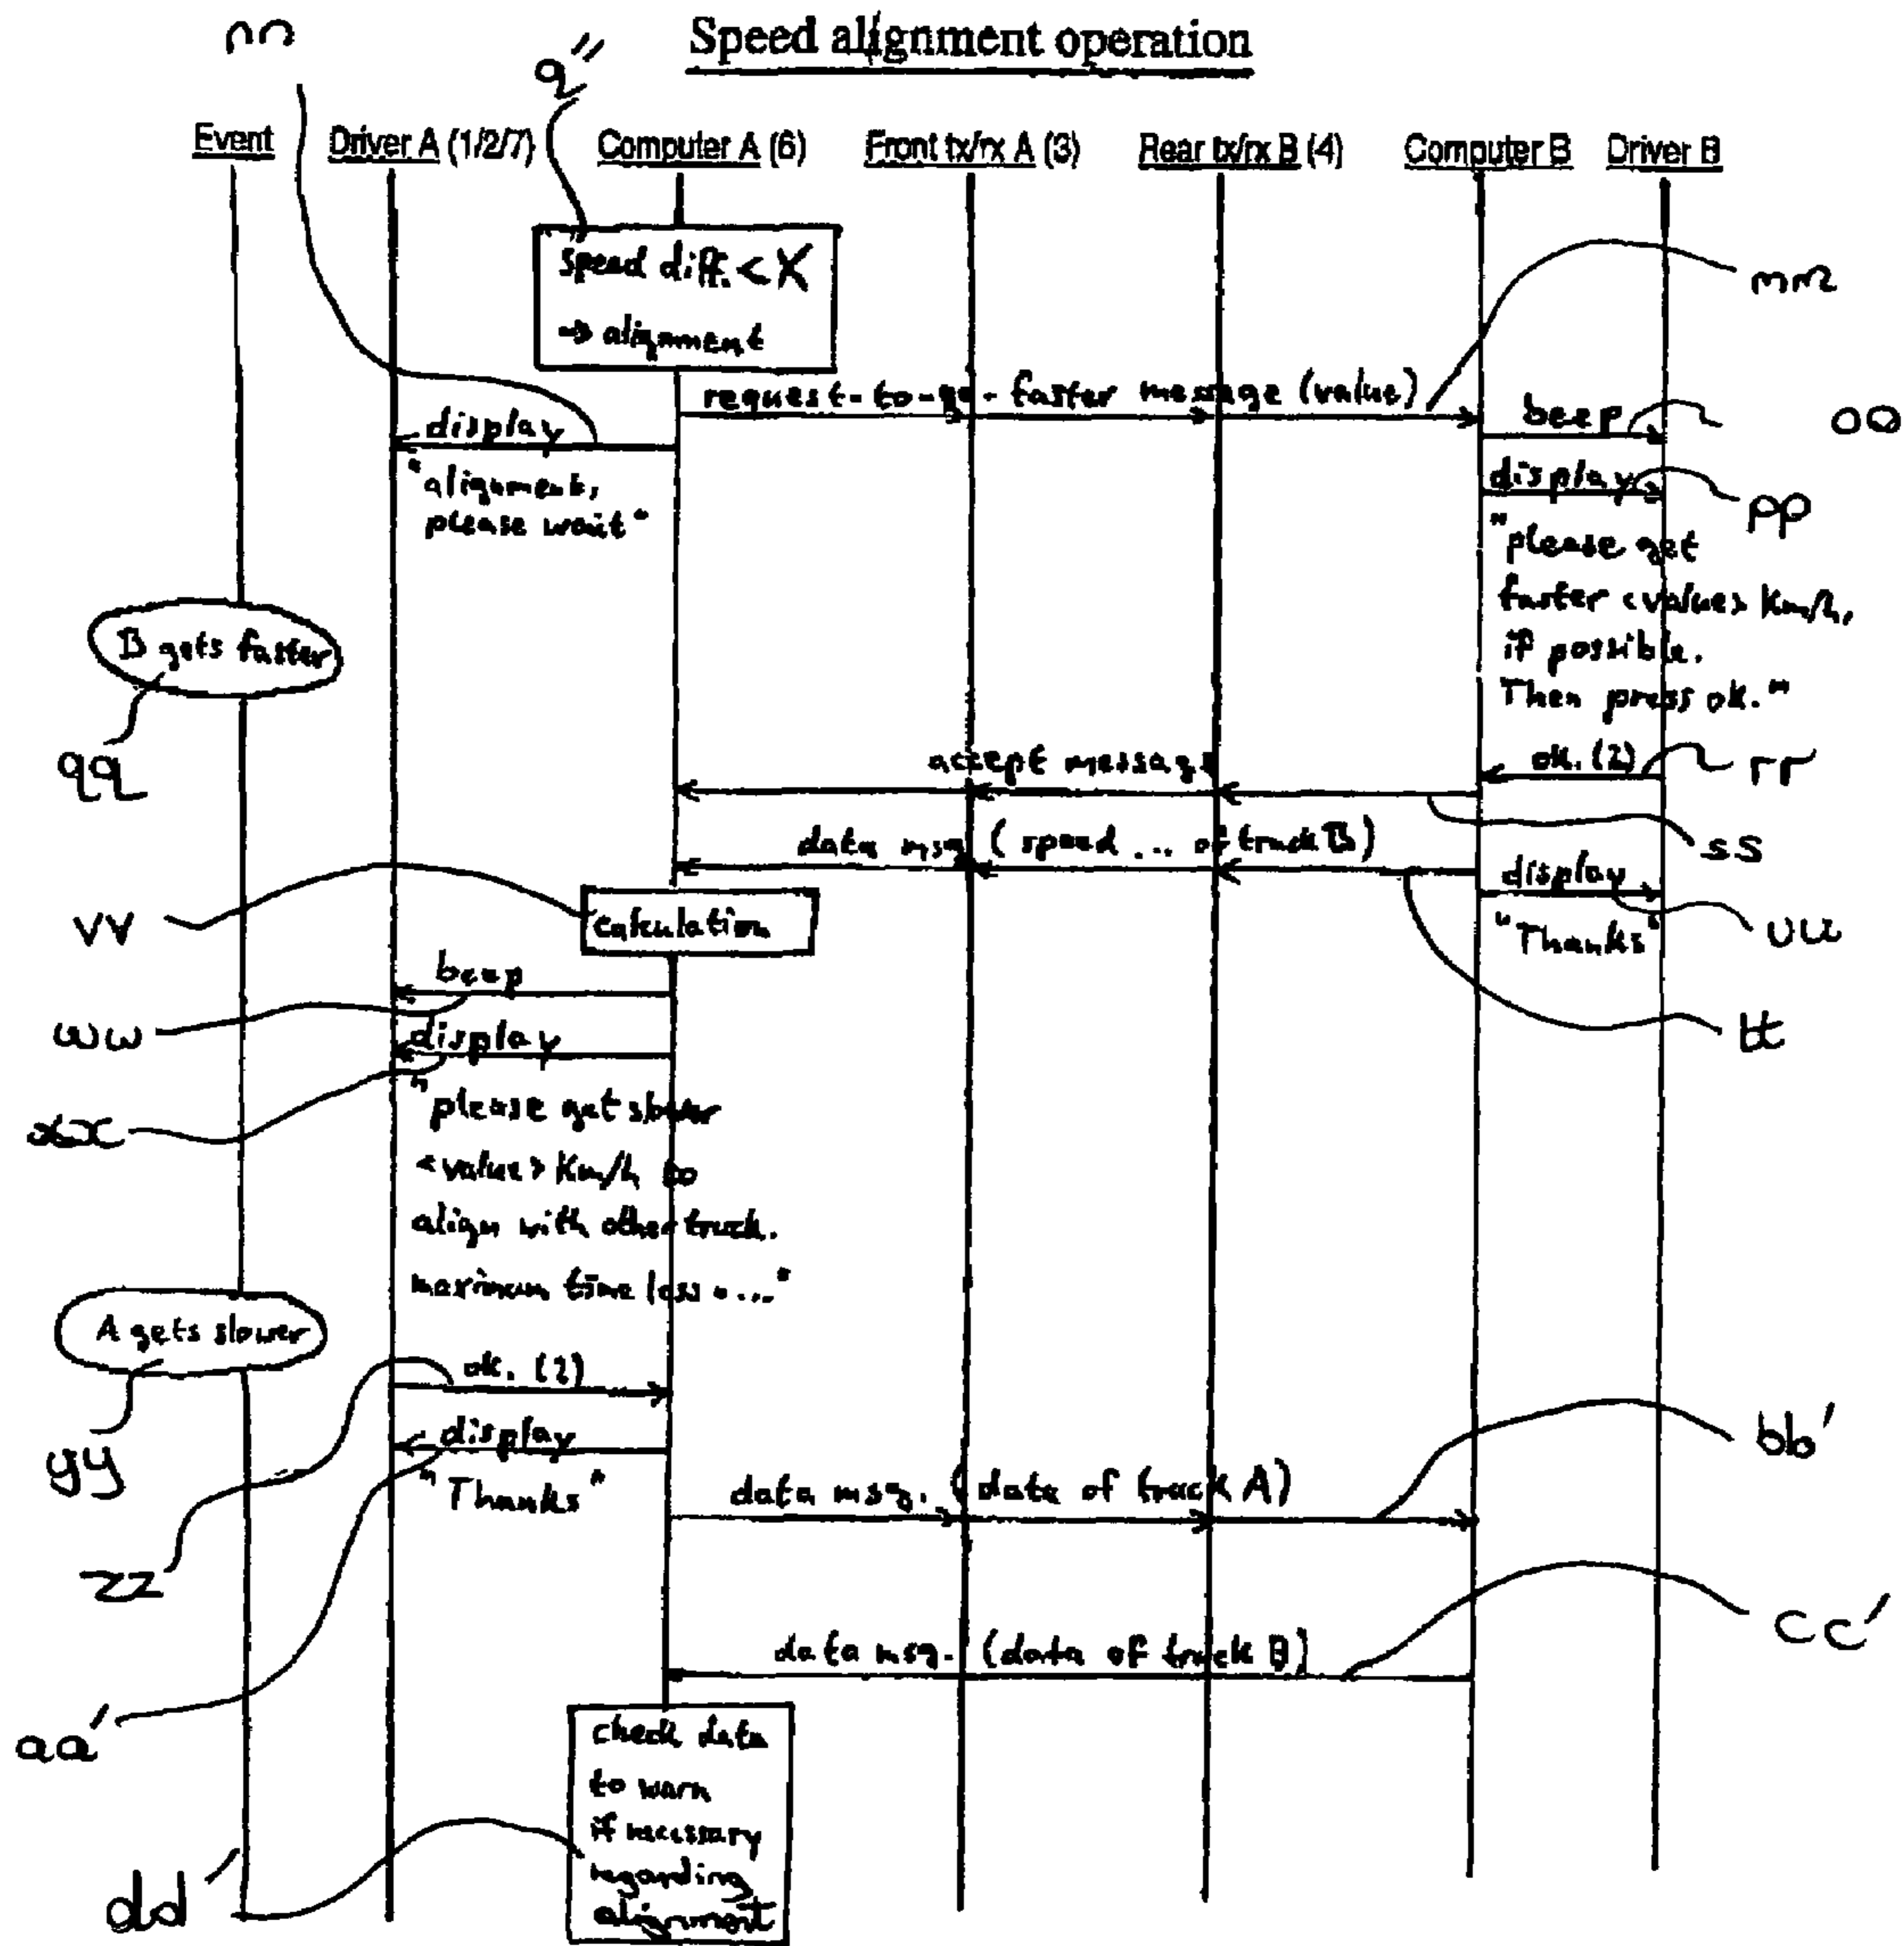 Speed alignment operation
nn
q"
Event Driver A (1/2/7) Computer A (6) Front tx/rx A (3) Rear tx/rx B (4) Computer B Driver B
speed diff. < X
→ alignment
mm
request-to-go-faster message (value)
beep
oo
display
"alignment,
please wait"
display
pp
"please get
faster <value> Km/h,
if possible.
Then press ok."
B gets faster
qq
ok. (2)
rr
accept message
ss
data msg (speed ... of truck B)
display
"Thanks"
uu
tt
calculation
vv
beep
ww
display
xx
"please get slower
<value> Km/h to
align with other truck.
maximum time loss = ..."
A gets slower
yy
ok. (2)
zz
display
"Thanks"
aa'
data msg. (data of truck A)
bb'
data msg. (data of truck B)
cc'
check data
to warn
if necessary
regarding
alignment
dd